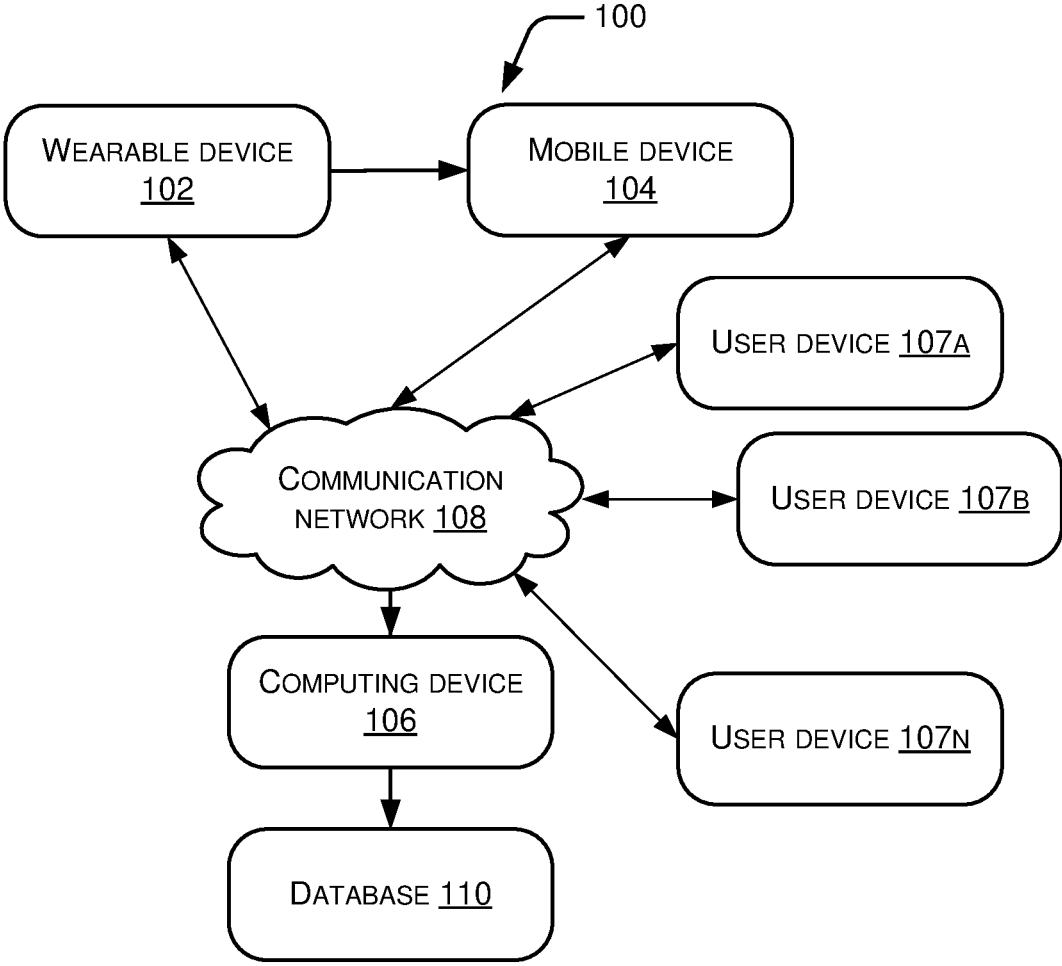 100
WEARABLE DEVICE
102
MOBILE DEVICE
104
USER DEVICE 107A
USER DEVICE 107B
COMMUNICATION
NETWORK 108
COMPUTING DEVICE
106
USER DEVICE 107N
DATABASE 110